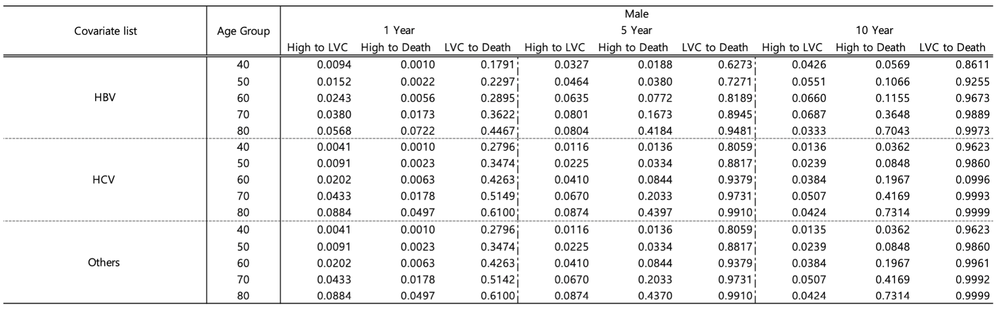 Male
Covariate list Age Group 1 Year 5 Year 10 Year
High to LVC High to Death LVC to Death High to LVC High to Death LVC to Death High to LVC High to Death LVC to Death
40 0.0094 0.0010 0.1791 0.0327 0.0188 0.6273 0.0426 0.0569 0.8611
50 0.0152 0.0022 0.2297 0.0464 0.0380 0.7271 0.0551 0.1066 0.9255
HBV 60 0.0243 0.0056 0.2895 0.0635 0.0772 0.8189 0.0660 0.1155 0.9673
70 0.0380 0.0173 0.3622 0.0801 0.1673 0.8945 0.0687 0.3648 0.9889
80 0.0568 0.0722 0.4467 0.0804 0.4184 0.9481 0.0333 0.7043 0.9973
40 0.0041 0.0010 0.2796 0.0116 0.0136 0.8059 0.0136 0.0362 0.9623
50 0.0091 0.0023 0.3474 0.0225 0.0334 0.8817 0.0239 0.0848 0.9860
HCV 60 0.0202 0.0063 0.4263 0.0410 0.0844 0.9379 0.0384 0.1967 0.0996
70 0.0433 0.0178 0.5149 0.0670 0.2033 0.9731 0.0507 0.4169 0.9993
80 0.0884 0.0497 0.6100 0.0874 0.4397 0.9910 0.0424 0.7314 0.9999
40 0.0041 0.0010 0.2796 0.0116 0.0136 0.8059 0.0135 0.0362 0.9623
50 0.0091 0.0023 0.3474 0.0225 0.0334 0.8817 0.0239 0.0848 0.9860
Others 60 0.0202 0.0063 0.4263 0.0410 0.0844 0.9379 0.0384 0.1967 0.9961
70 0.0433 0.0178 0.5142 0.0670 0.2033 0.9731 0.0507 0.4169 0.9992
80 0.0884 0.0497 0.6100 0.0874 0.4370 0.9910 0.0424 0.7314 0.9999